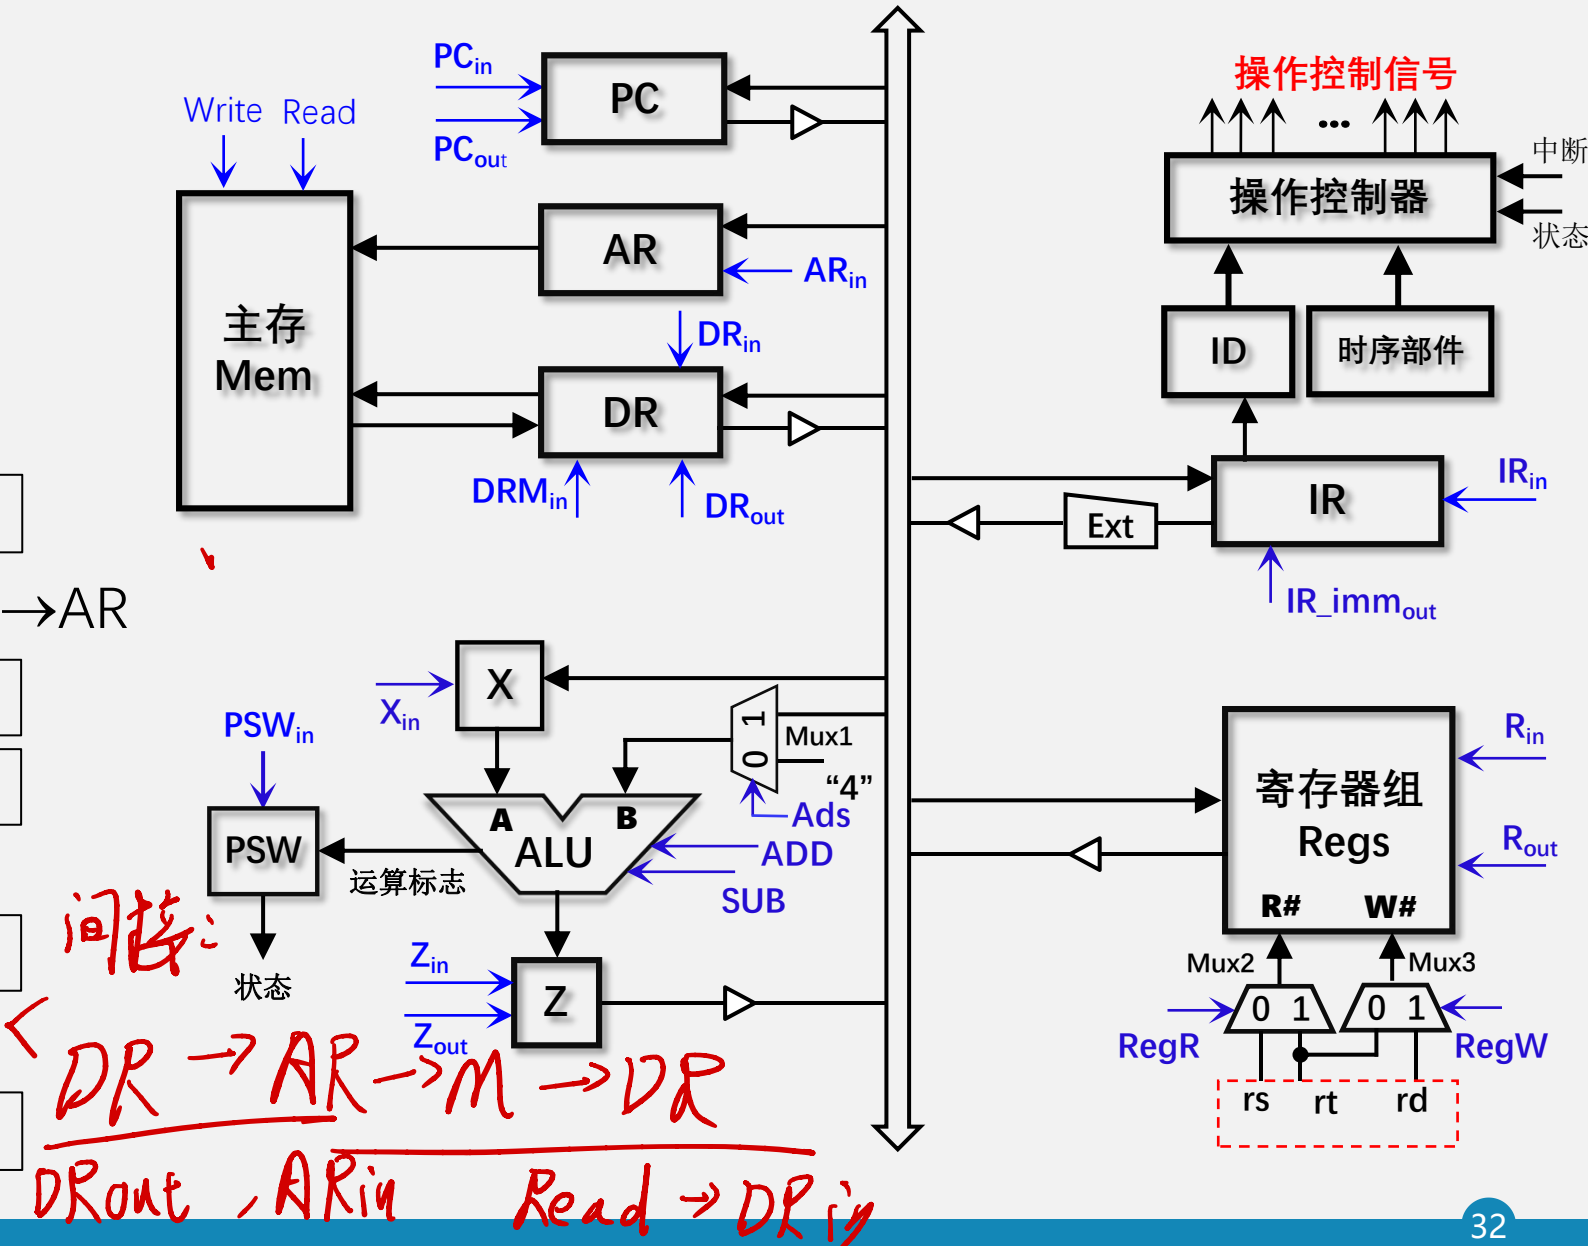 PCin
PC
PCout
Write Read
操作控制信号
...
中断
操作控制器
状态
AR
ARin
主存
Mem
DRin
DR
DRMin
DRout
ID
时序部件
IRin
IR
Ext
IR_immout
→AR
X
Xin
1
0
Mux1
"4"
Ads
PSWin
PSW
运算标志
状态
A
B
ALU
ADD
SUB
Zin
Z
Zout
Rin
寄存器组
Regs
Rout
R# W#
Mux2
Mux3
0 1
0 1
RegR
RegW
rs rt rd
间接:
DR → AR → M → DR
DRout , ARin Read → DRin
32